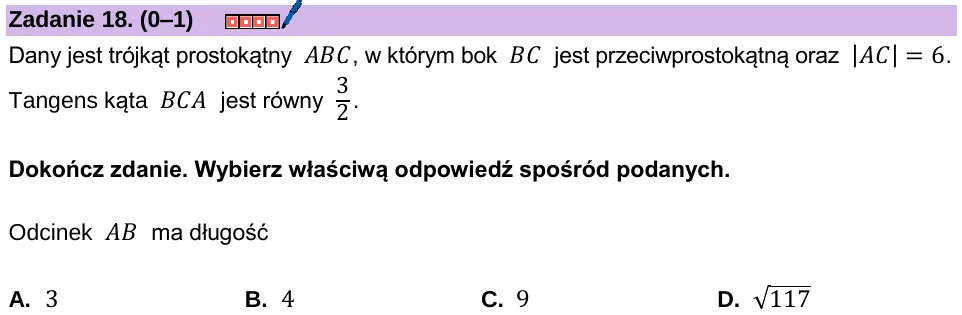 Zadanie 18. (0–1)
Dany jest trójkąt prostokątny ABC, w którym bok BC jest przeciwprostokątną oraz |AC| = 6.
Tangens kąta BCA jest równy 3/2.
Dokończ zdanie. Wybierz właściwą odpowiedź spośród podanych.
Odcinek AB ma długość
A. 3 B. 4 C. 9 D. √117